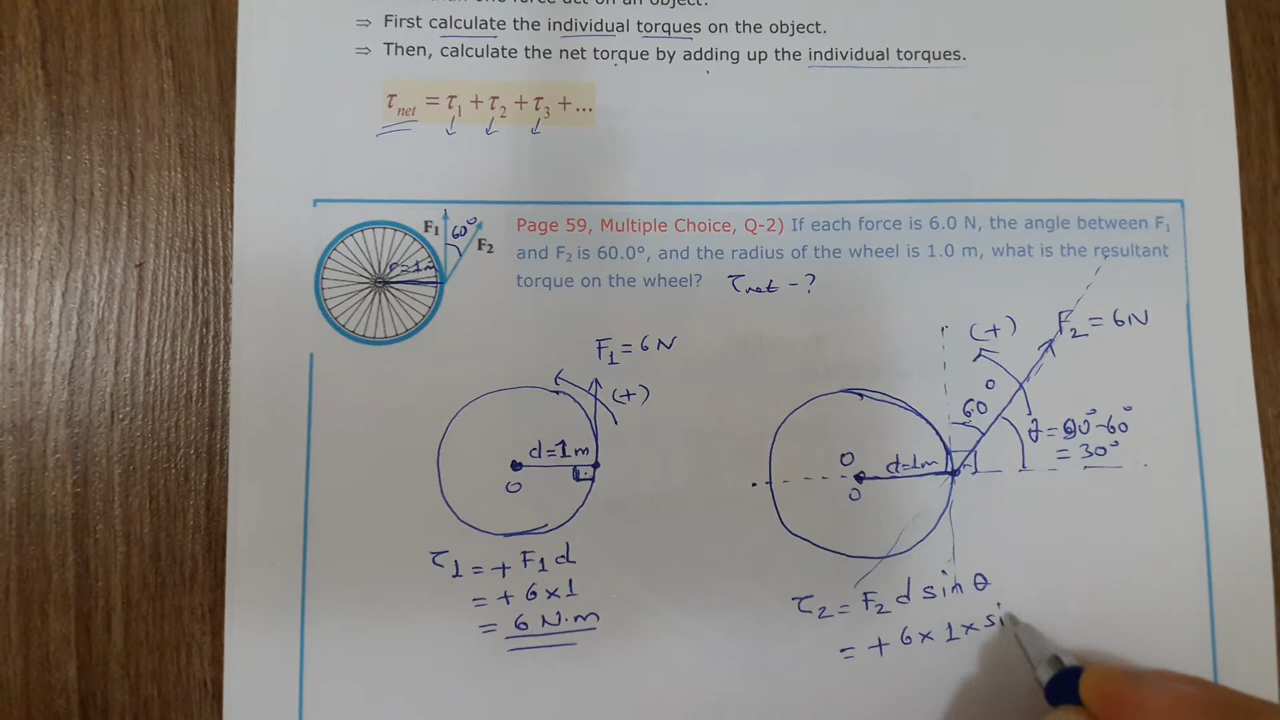 ⇒ First calculate the individual torques on the object.
⇒ Then, calculate the net torque by adding up the individual torques.
τnet = τ1 + τ2 + τ3 + ...
F1 60° F2
r=1m
Page 59, Multiple Choice, Q-2) If each force is 6.0 N, the angle between F1
and F2 is 60.0°, and the radius of the wheel is 1.0 m, what is the resultant
torque on the wheel? τnet - ?
F1 = 6N
(+)
d=1m
O
τ1 = + F1 d
= + 6 x 1
= 6 N.m
(+)
F2 = 6N
60°
θ = 90° - 60°
= 30°
d=1m
O
O
τ2 = F2 d sin θ
= + 6 x 1 x si